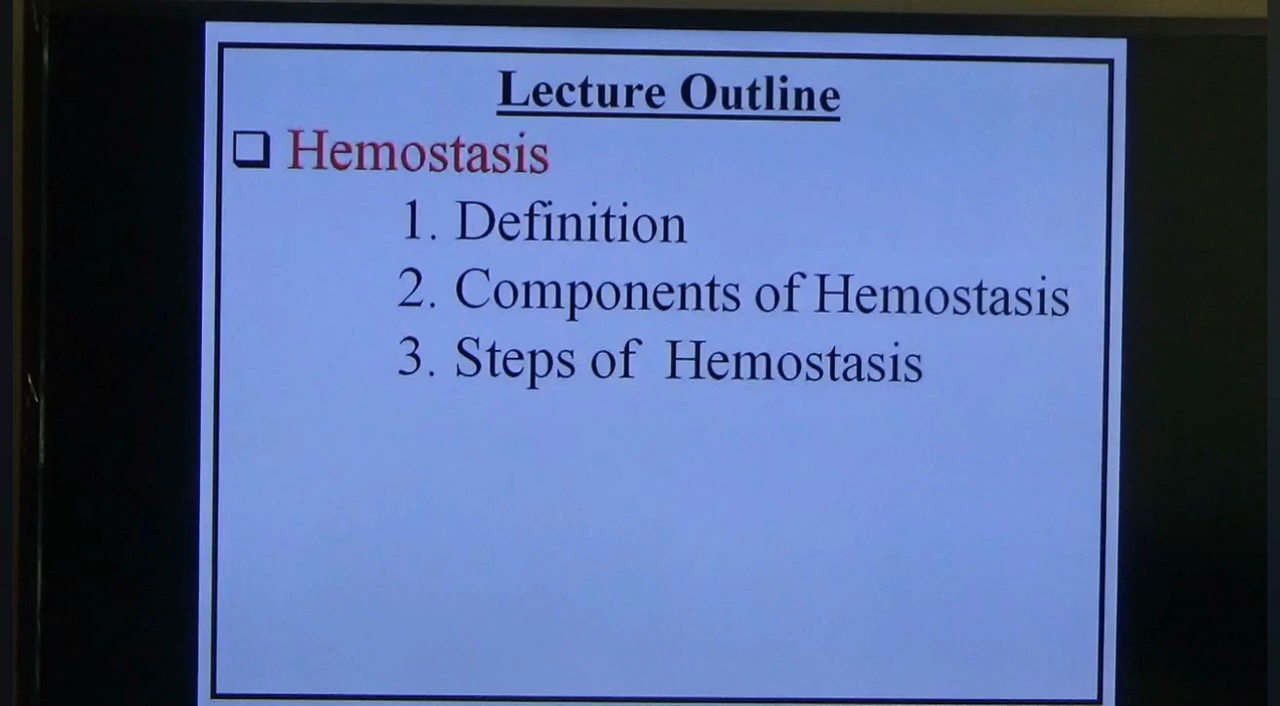 Lecture Outline
❑ Hemostasis
1. Definition
2. Components of Hemostasis
3. Steps of Hemostasis